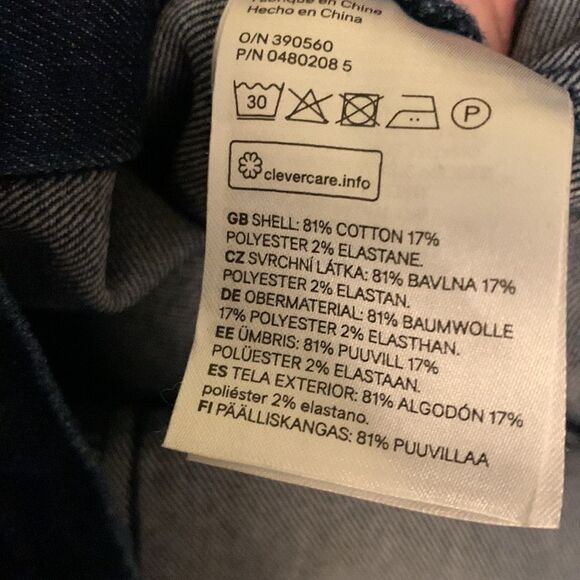 en Chine
Hecho en China
O/N 390560
P/N 0480208 5
30
P
clevercare.info
GB SHELL: 81% COTTON 17%
POLYESTER 2% ELASTANE.
CZ SVRCHNÍ LÁTKA: 81% BAVLNA 17%
POLYESTER 2% ELASTAN.
DE OBERMATERIAL: 81% BAUMWOLLE
17% POLYESTER 2% ELASTHAN.
EE ÜMBRIS: 81% PUUVILL 17%
POLÜESTER 2% ELASTAAN.
ES TELA EXTERIOR: 81% ALGODÓN 17%
poliéster 2% elastano.
FI PÄÄLLISKANGAS: 81% PUUVILLAA